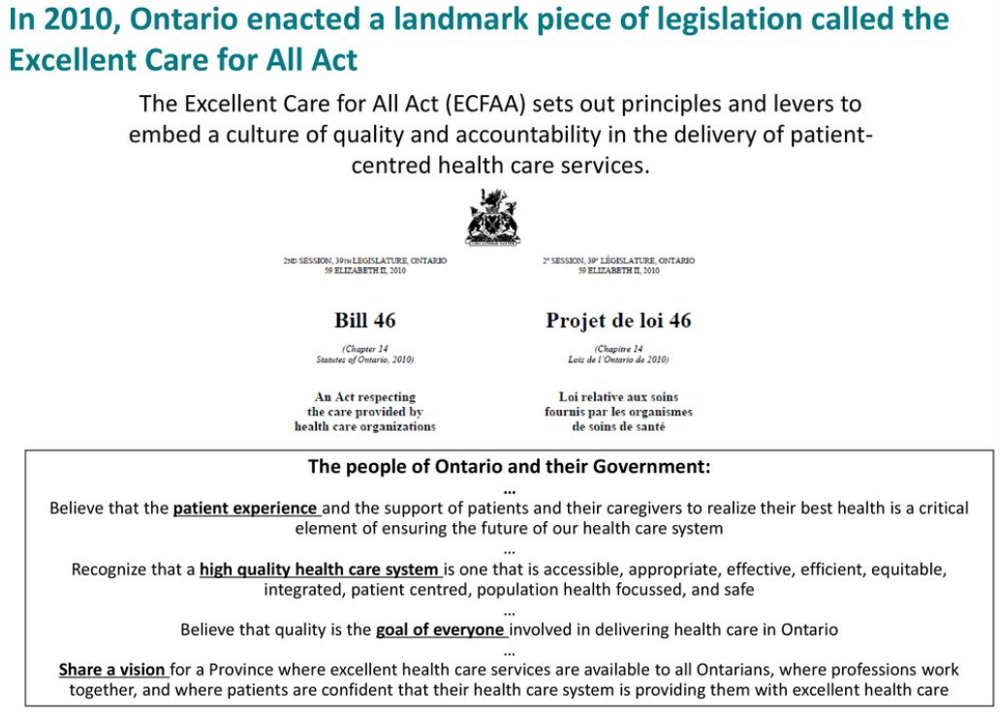 In 2010, Ontario enacted a landmark piece of legislation called the
Excellent Care for All Act
The Excellent Care for All Act (ECFAA) sets out principles and levers to
embed a culture of quality and accountability in the delivery of patient-
centred health care services.
2ND SESSION, 39TH LEGISLATURE, ONTARIO
59 ELIZABETH II, 2010
2e SESSION, 39e LÉGISLATURE, ONTARIO
59 ELIZABETH II, 2010
Bill 46
Projet de loi 46
(Chapter 14
Statutes of Ontario, 2010)
(Chapitre 14
Lois de l'Ontario de 2010)
An Act respecting
the care provided by
health care organizations
Loi relative aux soins
fournis par les organismes
de soins de santé
The people of Ontario and their Government:
...
Believe that the patient experience and the support of patients and their caregivers to realize their best health is a critical
element of ensuring the future of our health care system
...
Recognize that a high quality health care system is one that is accessible, appropriate, effective, efficient, equitable,
integrated, patient centred, population health focussed, and safe
...
Believe that quality is the goal of everyone involved in delivering health care in Ontario
...
Share a vision for a Province where excellent health care services are available to all Ontarians, where professions work
together, and where patients are confident that their health care system is providing them with excellent health care